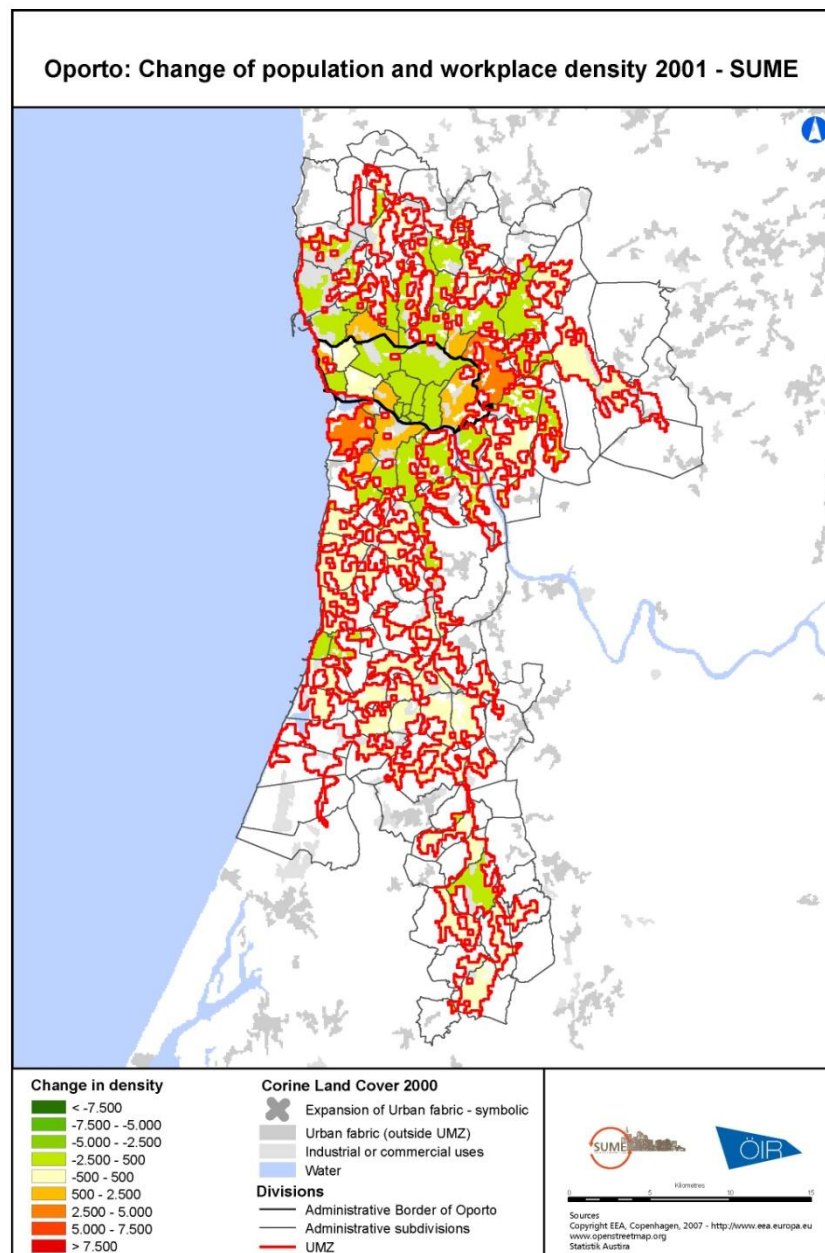 Oporto: Change of population and workplace density 2001 - SUME
Change in density
< -7.500
-7.500 - -5.000
-5.000 - -2.500
-2.500 - 500
-500 - 500
500 - 2.500
2.500 - 5.000
5.000 - 7.500
> 7.500
Corine Land Cover 2000
Expansion of Urban fabric - symbolic
Urban fabric (outside UMZ)
Industrial or commercial uses
Water
Divisions
Administrative Border of Oporto
Administrative subdivisions
UMZ
SUME
ÖIR
Kilometres
0 5 10 15
Sources
Copyright EEA, Copenhagen, 2007 - http://www.eea.europa.eu
www.openstreetmap.org
Statistik Austira